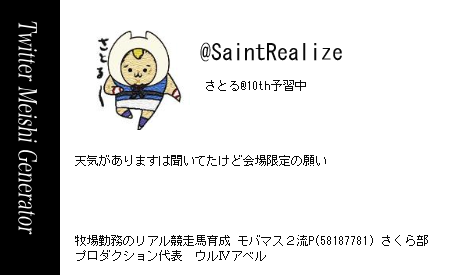 Twitter Meishi Generator
さとるー
@SaintRealize
さとる@10th予習中
天気がありますは聞いてたけど会場限定の願い
牧場勤務のリアル競走馬育成 モバマス２流P(58187781) さくら部
プロダクション代表　ウルⅣアベル